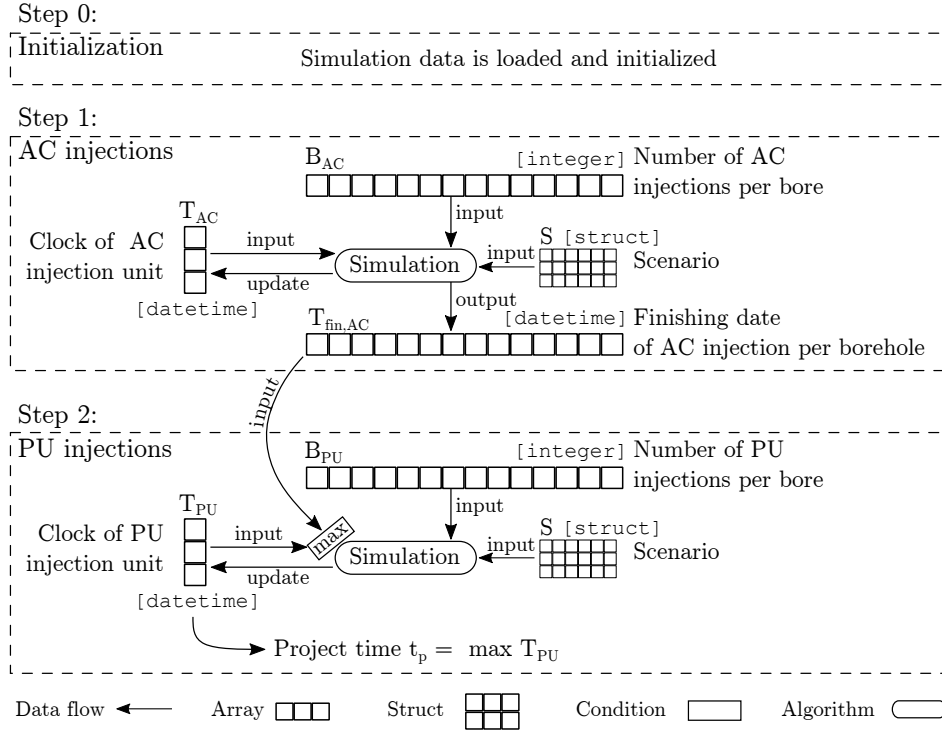 Step 0:
Initialization
Simulation data is loaded and initialized
Step 1:
AC injections
B_AC [integer] Number of AC
injections per bore
input
T_AC
Clock of AC
injection unit
[datetime]
input
update
Simulation
input
S [struct]
Scenario
output
T_fin,AC [datetime] Finishing date
of AC injection per borehole
input
Step 2:
PU injections
B_PU [integer] Number of PU
injections per bore
input
T_PU
Clock of PU
injection unit
[datetime]
input
update
max
Simulation
input
S [struct]
Scenario
Project time t_p = max T_PU
Data flow Array Struct Condition Algorithm